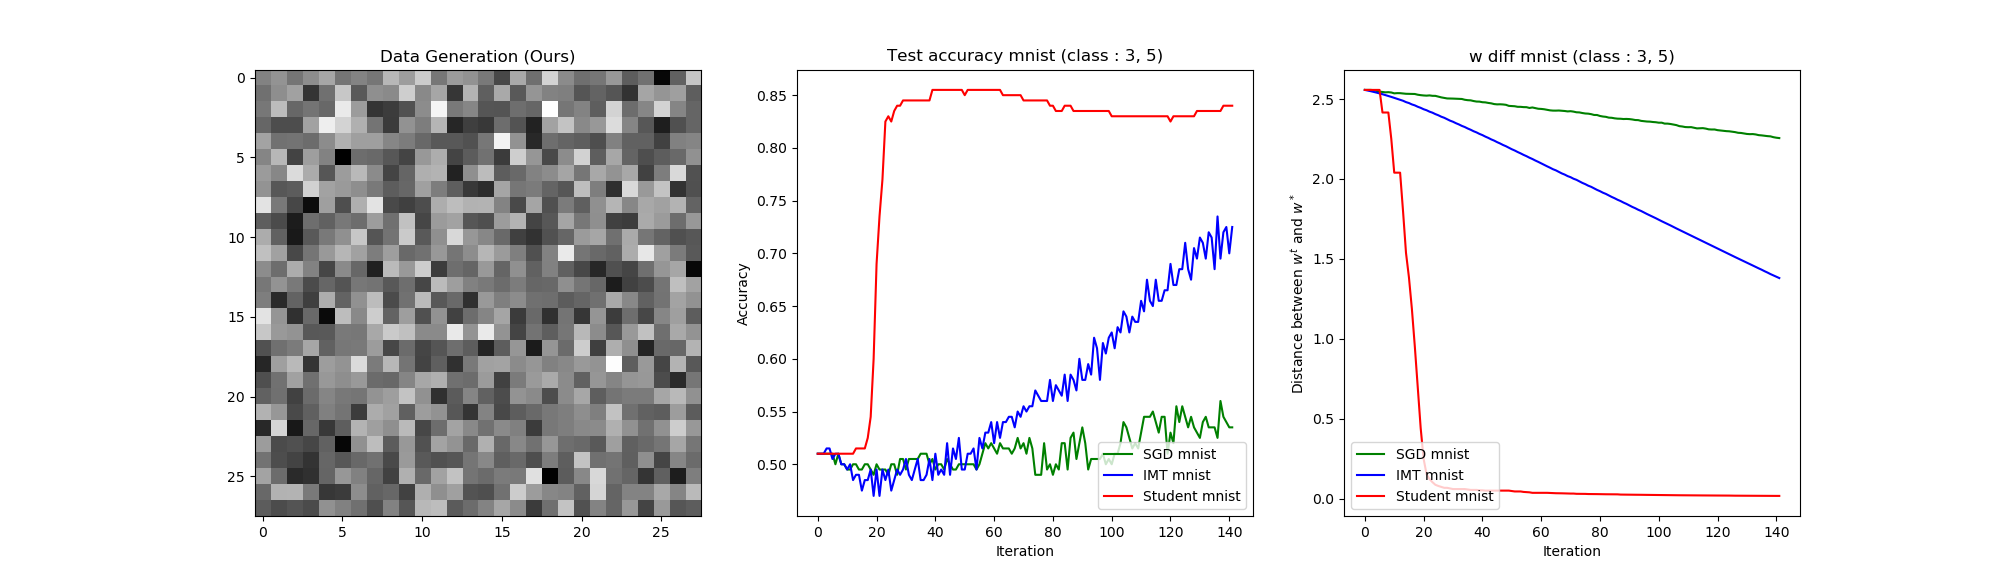 Data Generation (Ours)
0
5
10
15
20
25
0 5 10 15 20 25
Test accuracy mnist (class : 3, 5)
Accuracy
0.85
0.80
0.75
0.70
0.65
0.60
0.55
0.50
SGD mnist
IMT mnist
Student mnist
0 20 40 60 80 100 120 140
Iteration
w diff mnist (class : 3, 5)
Distance between w^t and w^*
2.5
2.0
1.5
1.0
0.5
0.0
SGD mnist
IMT mnist
Student mnist
0 20 40 60 80 100 120 140
Iteration